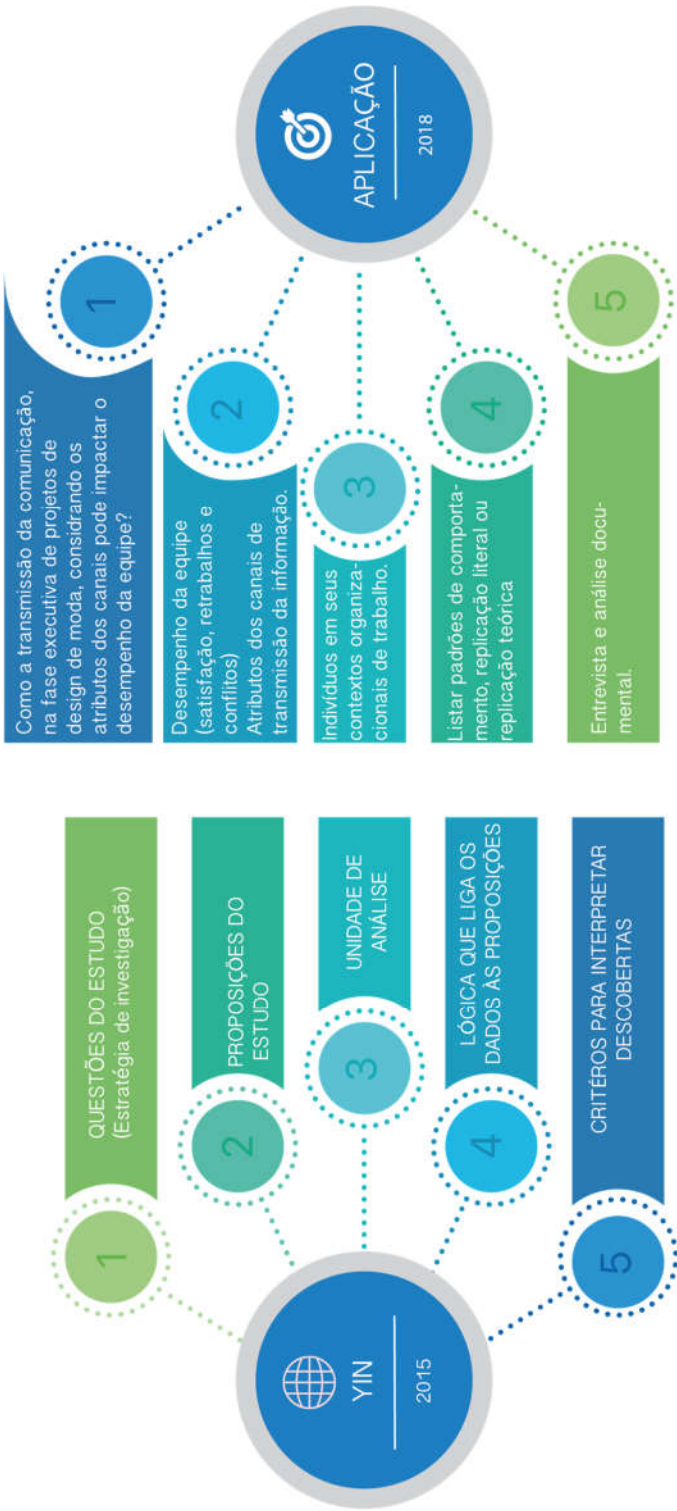 YIN
2015
1
QUESTÕES DO ESTUDO
(Estratégia de investigação)
2
PROPOSIÇÕES DO
ESTUDO
3
UNIDADE DE
ANÁLISE
4
LÓGICA QUE LIGA OS
DADOS ÀS PROPOSIÇÕES
5
CRITÉROS PARA INTERPRETAR
DESCOBERTAS
Como a transmissão da comunicação,
na fase executiva de projetos de
design de moda, considrando os
atributos dos canais pode impactar o
desempenho da equipe?
1
Desempenho da equipe
(satisfação, retrabalhos e
conflitos)
Atributos dos canais de
transmissão da informação.
2
Indivíduos em seus
contextos organiza-
cionais de trabalho.
3
Listar padrões de comporta-
mento, replicação literal ou
replicação teórica
4
Entrevista e análise docu-
mental.
5
APLICAÇÃO
2018